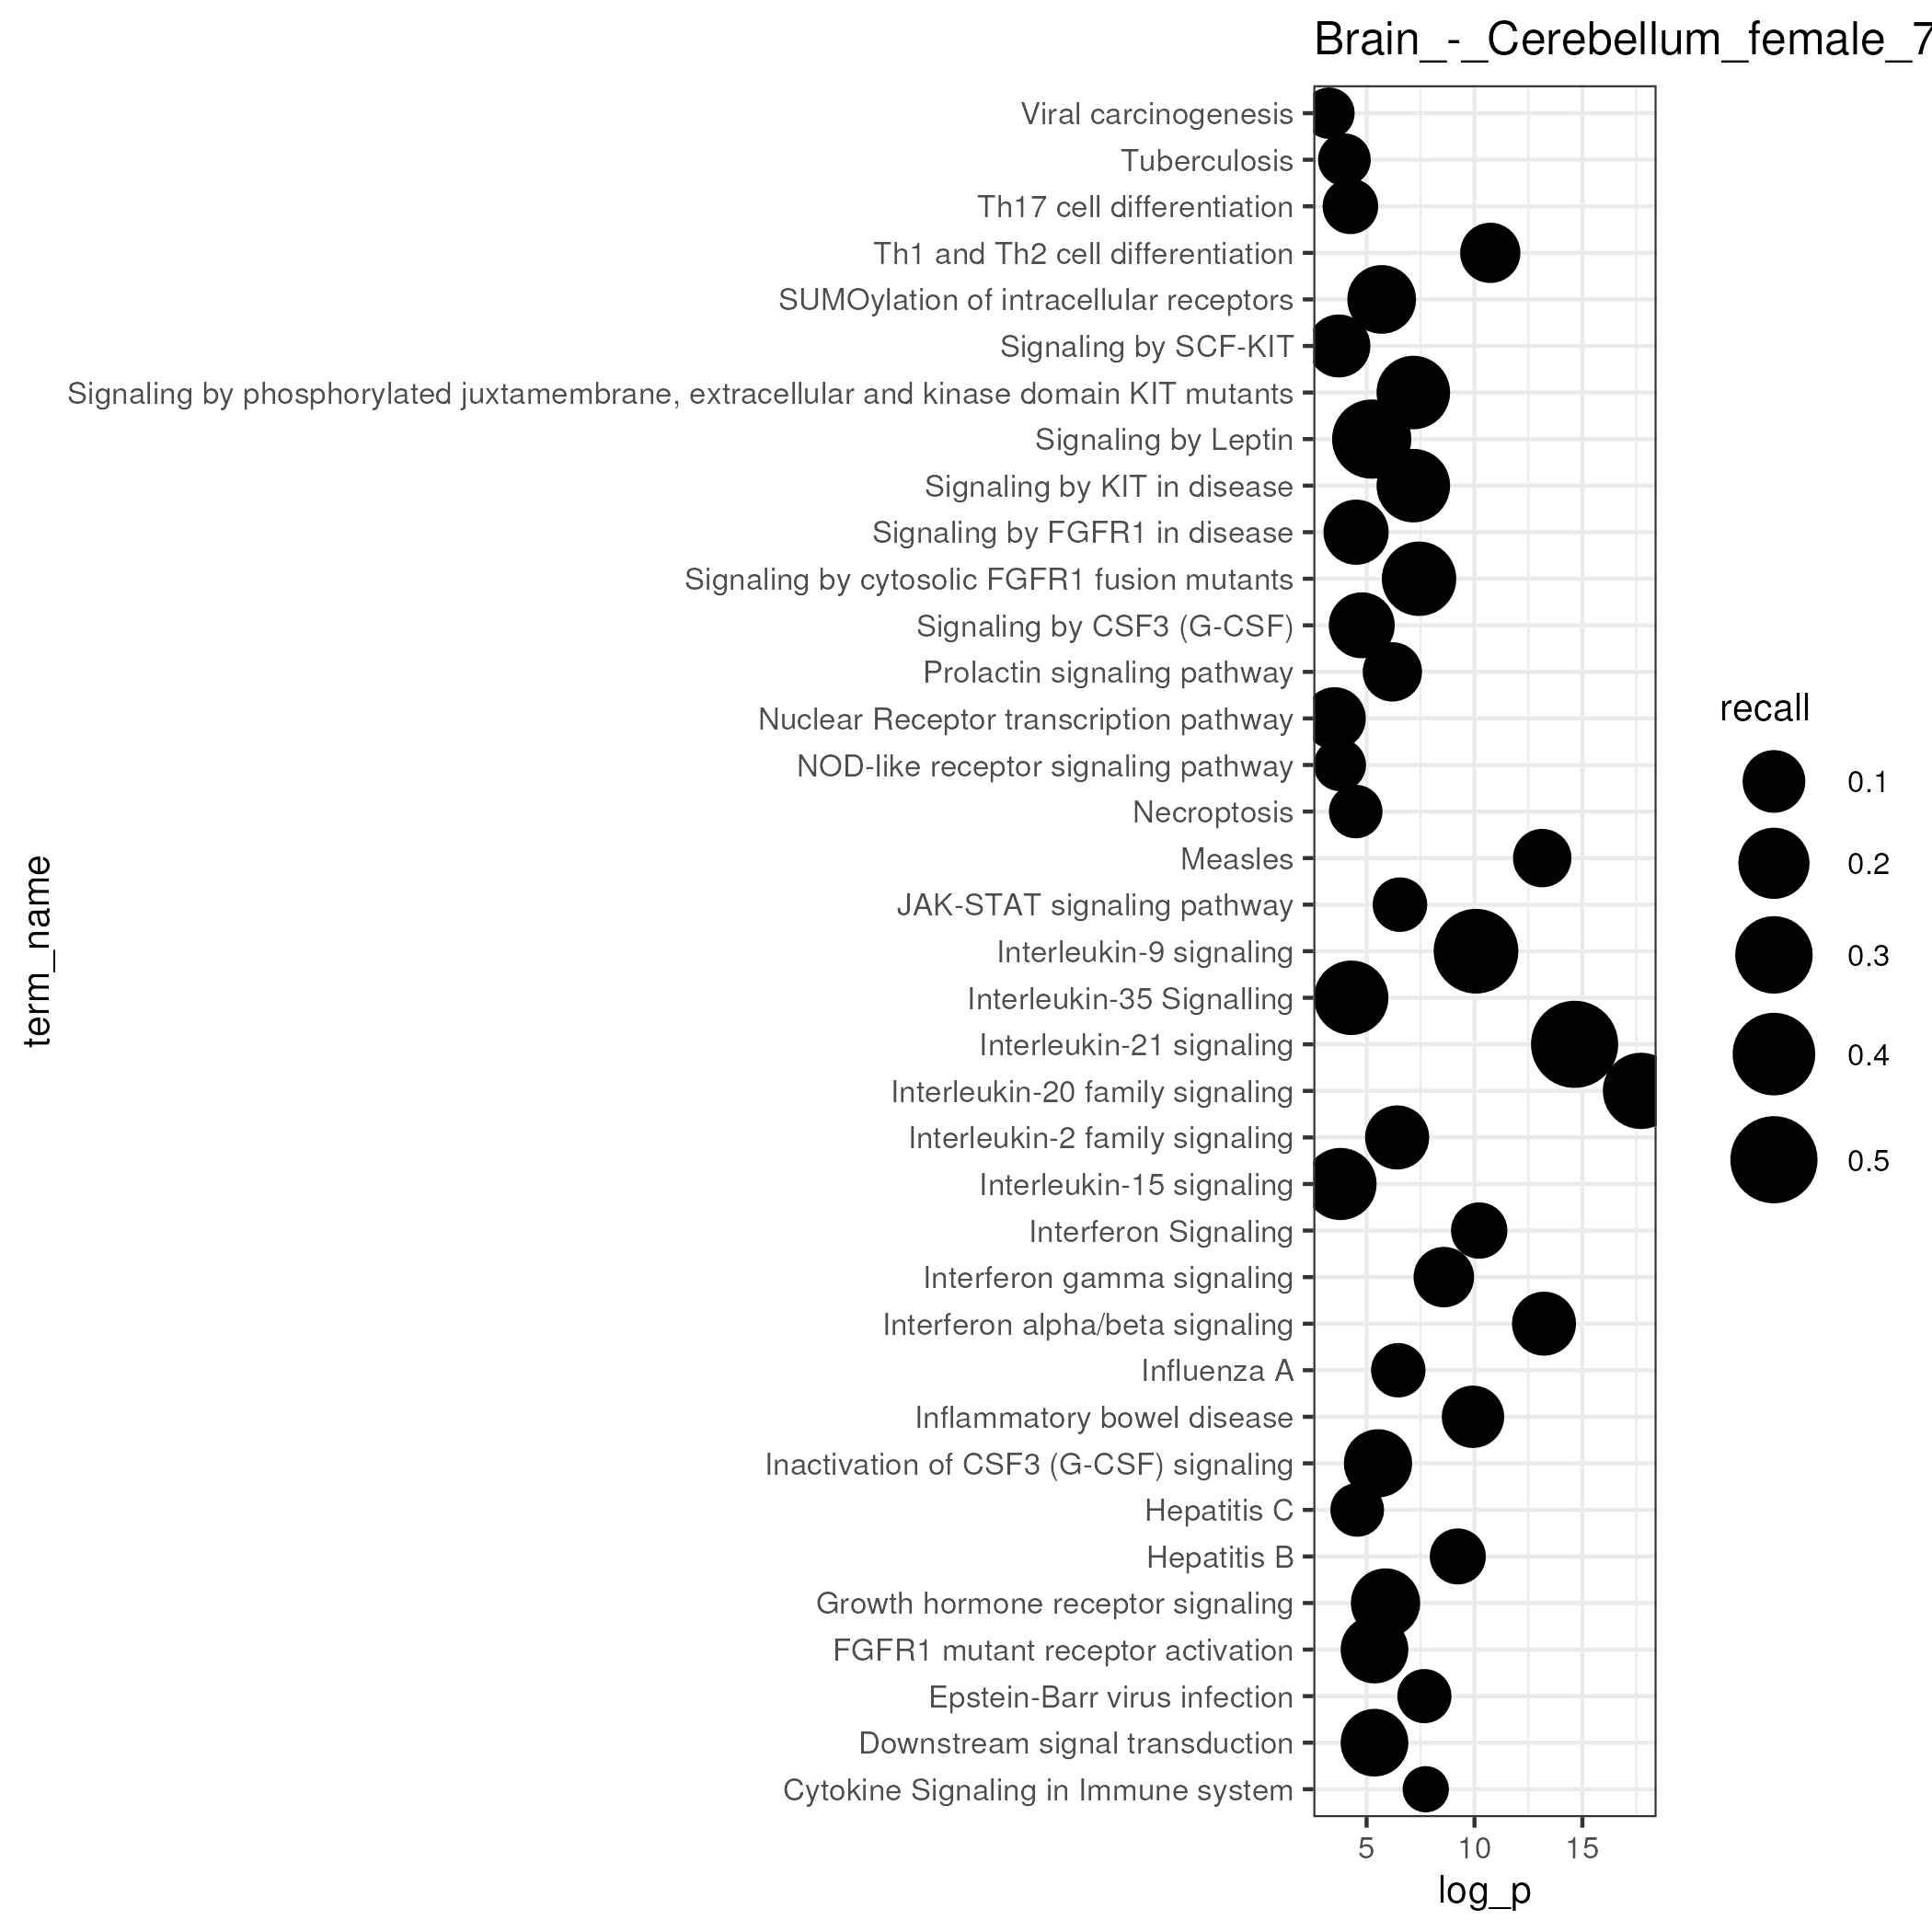 Brain_-_Cerebellum_female_7
Viral carcinogenesis
Tuberculosis
Th17 cell differentiation
Th1 and Th2 cell differentiation
SUMOylation of intracellular receptors
Signaling by SCF-KIT
Signaling by phosphorylated juxtamembrane, extracellular and kinase domain KIT mutants
Signaling by Leptin
Signaling by KIT in disease
Signaling by FGFR1 in disease
Signaling by cytosolic FGFR1 fusion mutants
Signaling by CSF3 (G-CSF)
Prolactin signaling pathway
Nuclear Receptor transcription pathway
NOD-like receptor signaling pathway
Necroptosis
Measles
JAK-STAT signaling pathway
Interleukin-9 signaling
Interleukin-35 Signalling
Interleukin-21 signaling
Interleukin-20 family signaling
Interleukin-2 family signaling
Interleukin-15 signaling
Interferon Signaling
Interferon gamma signaling
Interferon alpha/beta signaling
Influenza A
Inflammatory bowel disease
Inactivation of CSF3 (G-CSF) signaling
Hepatitis C
Hepatitis B
Growth hormone receptor signaling
FGFR1 mutant receptor activation
Epstein-Barr virus infection
Downstream signal transduction
Cytokine Signaling in Immune system
term_name
5 10 15
log_p
recall
0.1
0.2
0.3
0.4
0.5